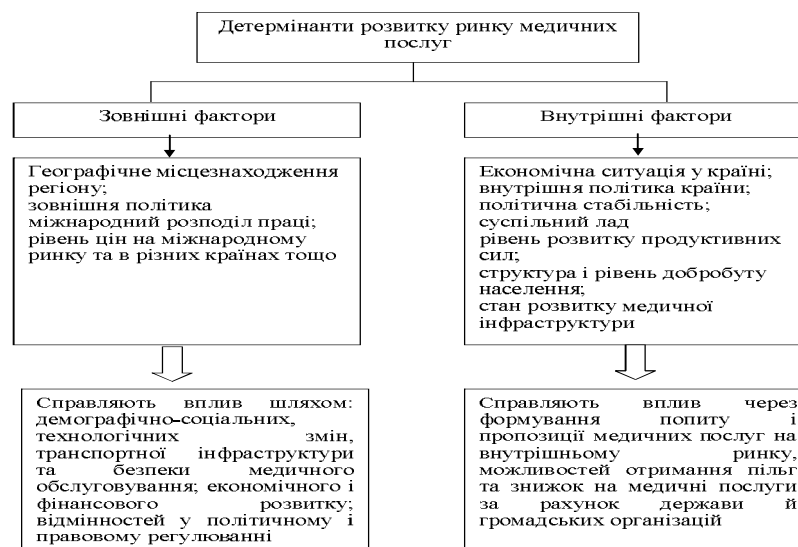 Детермінанти розвитку ринку медичних
послуг
Зовнішні фактори
Внутрішні фактори
Географічне місцезнаходження
регіону;
зовнішня політика
міжнародний розподіл праці;
рівень цін на міжнародному
ринку та в різних країнах тощо
Економічна ситуація у країні;
внутрішня політика країни;
політична стабільність;
суспільний лад
рівень розвитку продуктивних
сил;
структура і рівень добробуту
населення;
стан розвитку медичної
інфраструктури
Справляють вплив шляхом:
демографічно-соціальних,
технологічних змін,
транспортної інфраструктури
та безпеки медичного
обслуговування; економічного і
фінансового розвитку;
відмінностей у політичному і
правовому регулюванні
Справляють вплив через
формування попиту і
пропозиції медичних послуг на
внутрішньому ринку,
можливостей отримання пільг
та знижок на медичні послуги
за рахунок держави й
громадських організацій